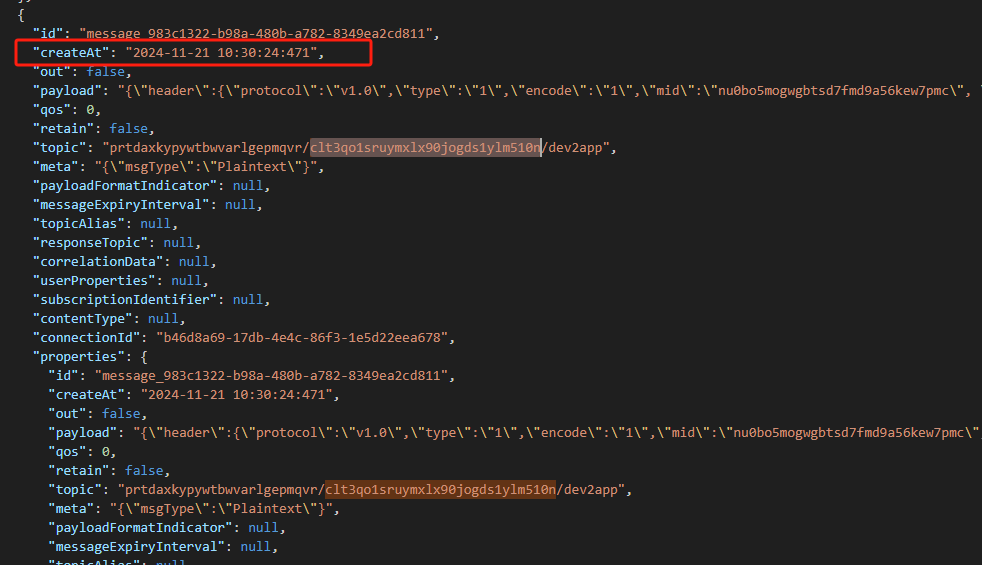 {
"id": "message_983c1322-b98a-480b-a782-8349ea2cd811",
"createAt": "2024-11-21 10:30:24:471",
"out": false,
"payload": "{\"header\":{\"protocol\":\"v1.0\",\"type\":\"1\",\"encode\":\"1\",\"mid\":\"nu0bo5mogwgbtsd7fmd9a56kew7pmc\",
"qos": 0,
"retain": false,
"topic": "prtdaxkypywtbwvarlgepmqvr/clt3qo1sruymxlx90jogds1ylm510n/dev2app",
"meta": "{\"msgType\":\"Plaintext\"}",
"payloadFormatIndicator": null,
"messageExpiryInterval": null,
"topicAlias": null,
"responseTopic": null,
"correlationData": null,
"userProperties": null,
"subscriptionIdentifier": null,
"contentType": null,
"connectionId": "b46d8a69-17db-4e4c-86f3-1e5d22eea678",
"properties": {
"id": "message_983c1322-b98a-480b-a782-8349ea2cd811",
"createAt": "2024-11-21 10:30:24:471",
"out": false,
"payload": "{\"header\":{\"protocol\":\"v1.0\",\"type\":\"1\",\"encode\":\"1\",\"mid\":\"nu0bo5mogwgbtsd7fmd9a56kew7pmc\"
"qos": 0,
"retain": false,
"topic": "prtdaxkypywtbwvarlgepmqvr/clt3qo1sruymxlx90jogds1ylm510n/dev2app",
"meta": "{\"msgType\":\"Plaintext\"}",
"payloadFormatIndicator": null,
"messageExpiryInterval": null,
"topicAlias": null